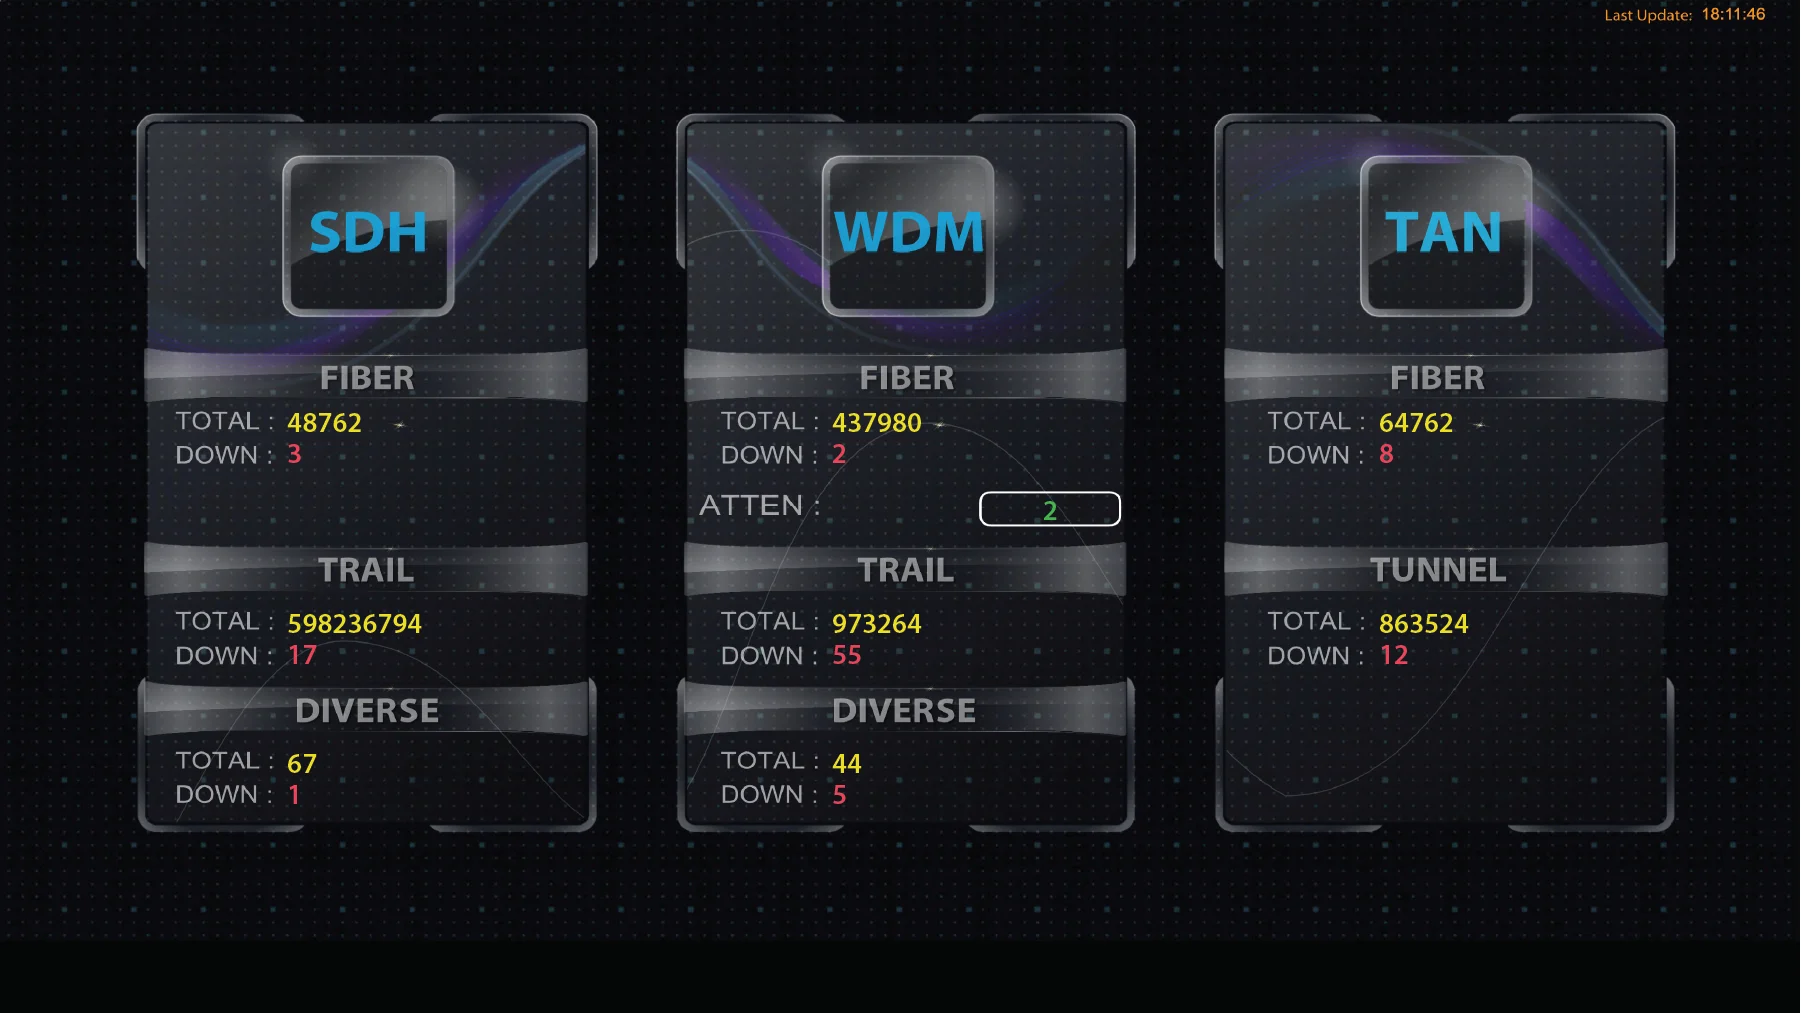 Last Update: 18:11:46
SDH
FIBER
TOTAL : 48762
DOWN : 3
TRAIL
TOTAL : 598236794
DOWN : 17
DIVERSE
TOTAL : 67
DOWN : 1
WDM
FIBER
TOTAL : 437980
DOWN : 2
ATTEN : 2
TRAIL
TOTAL : 973264
DOWN : 55
DIVERSE
TOTAL : 44
DOWN : 5
TAN
FIBER
TOTAL : 64762
DOWN : 8
TUNNEL
TOTAL : 863524
DOWN : 12